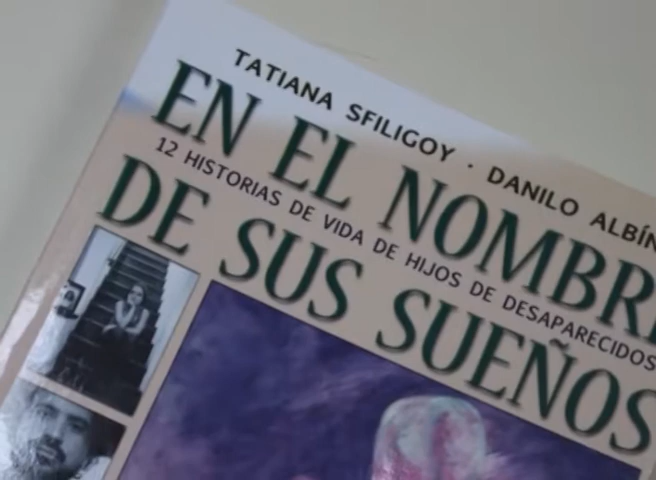 TATIANA SFILIGOY · DANILO ALBÍN
EN EL NOMBRE
12 HISTORIAS DE VIDA DE HIJOS DE DESAPARECIDOS
DE SUS SUEÑOS